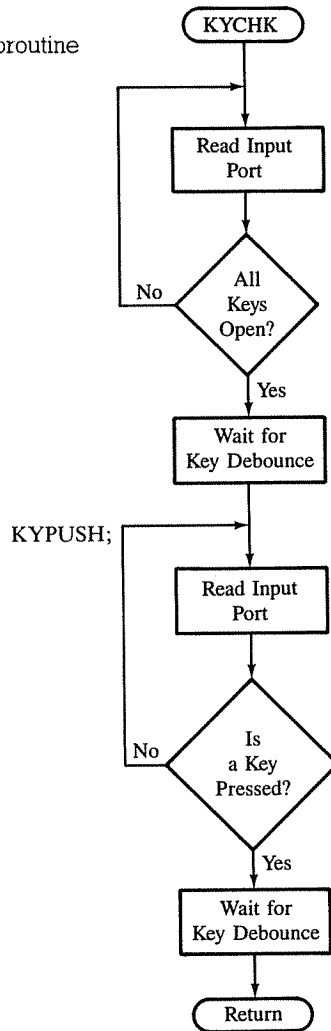 KYCHK
Read Input
Port
All
Keys
Open?
No
Yes
Wait for
Key Debounce
KYPUSH;
Read Input
Port
Is
a Key
Pressed?
No
Yes
Wait for
Key Debounce
Return